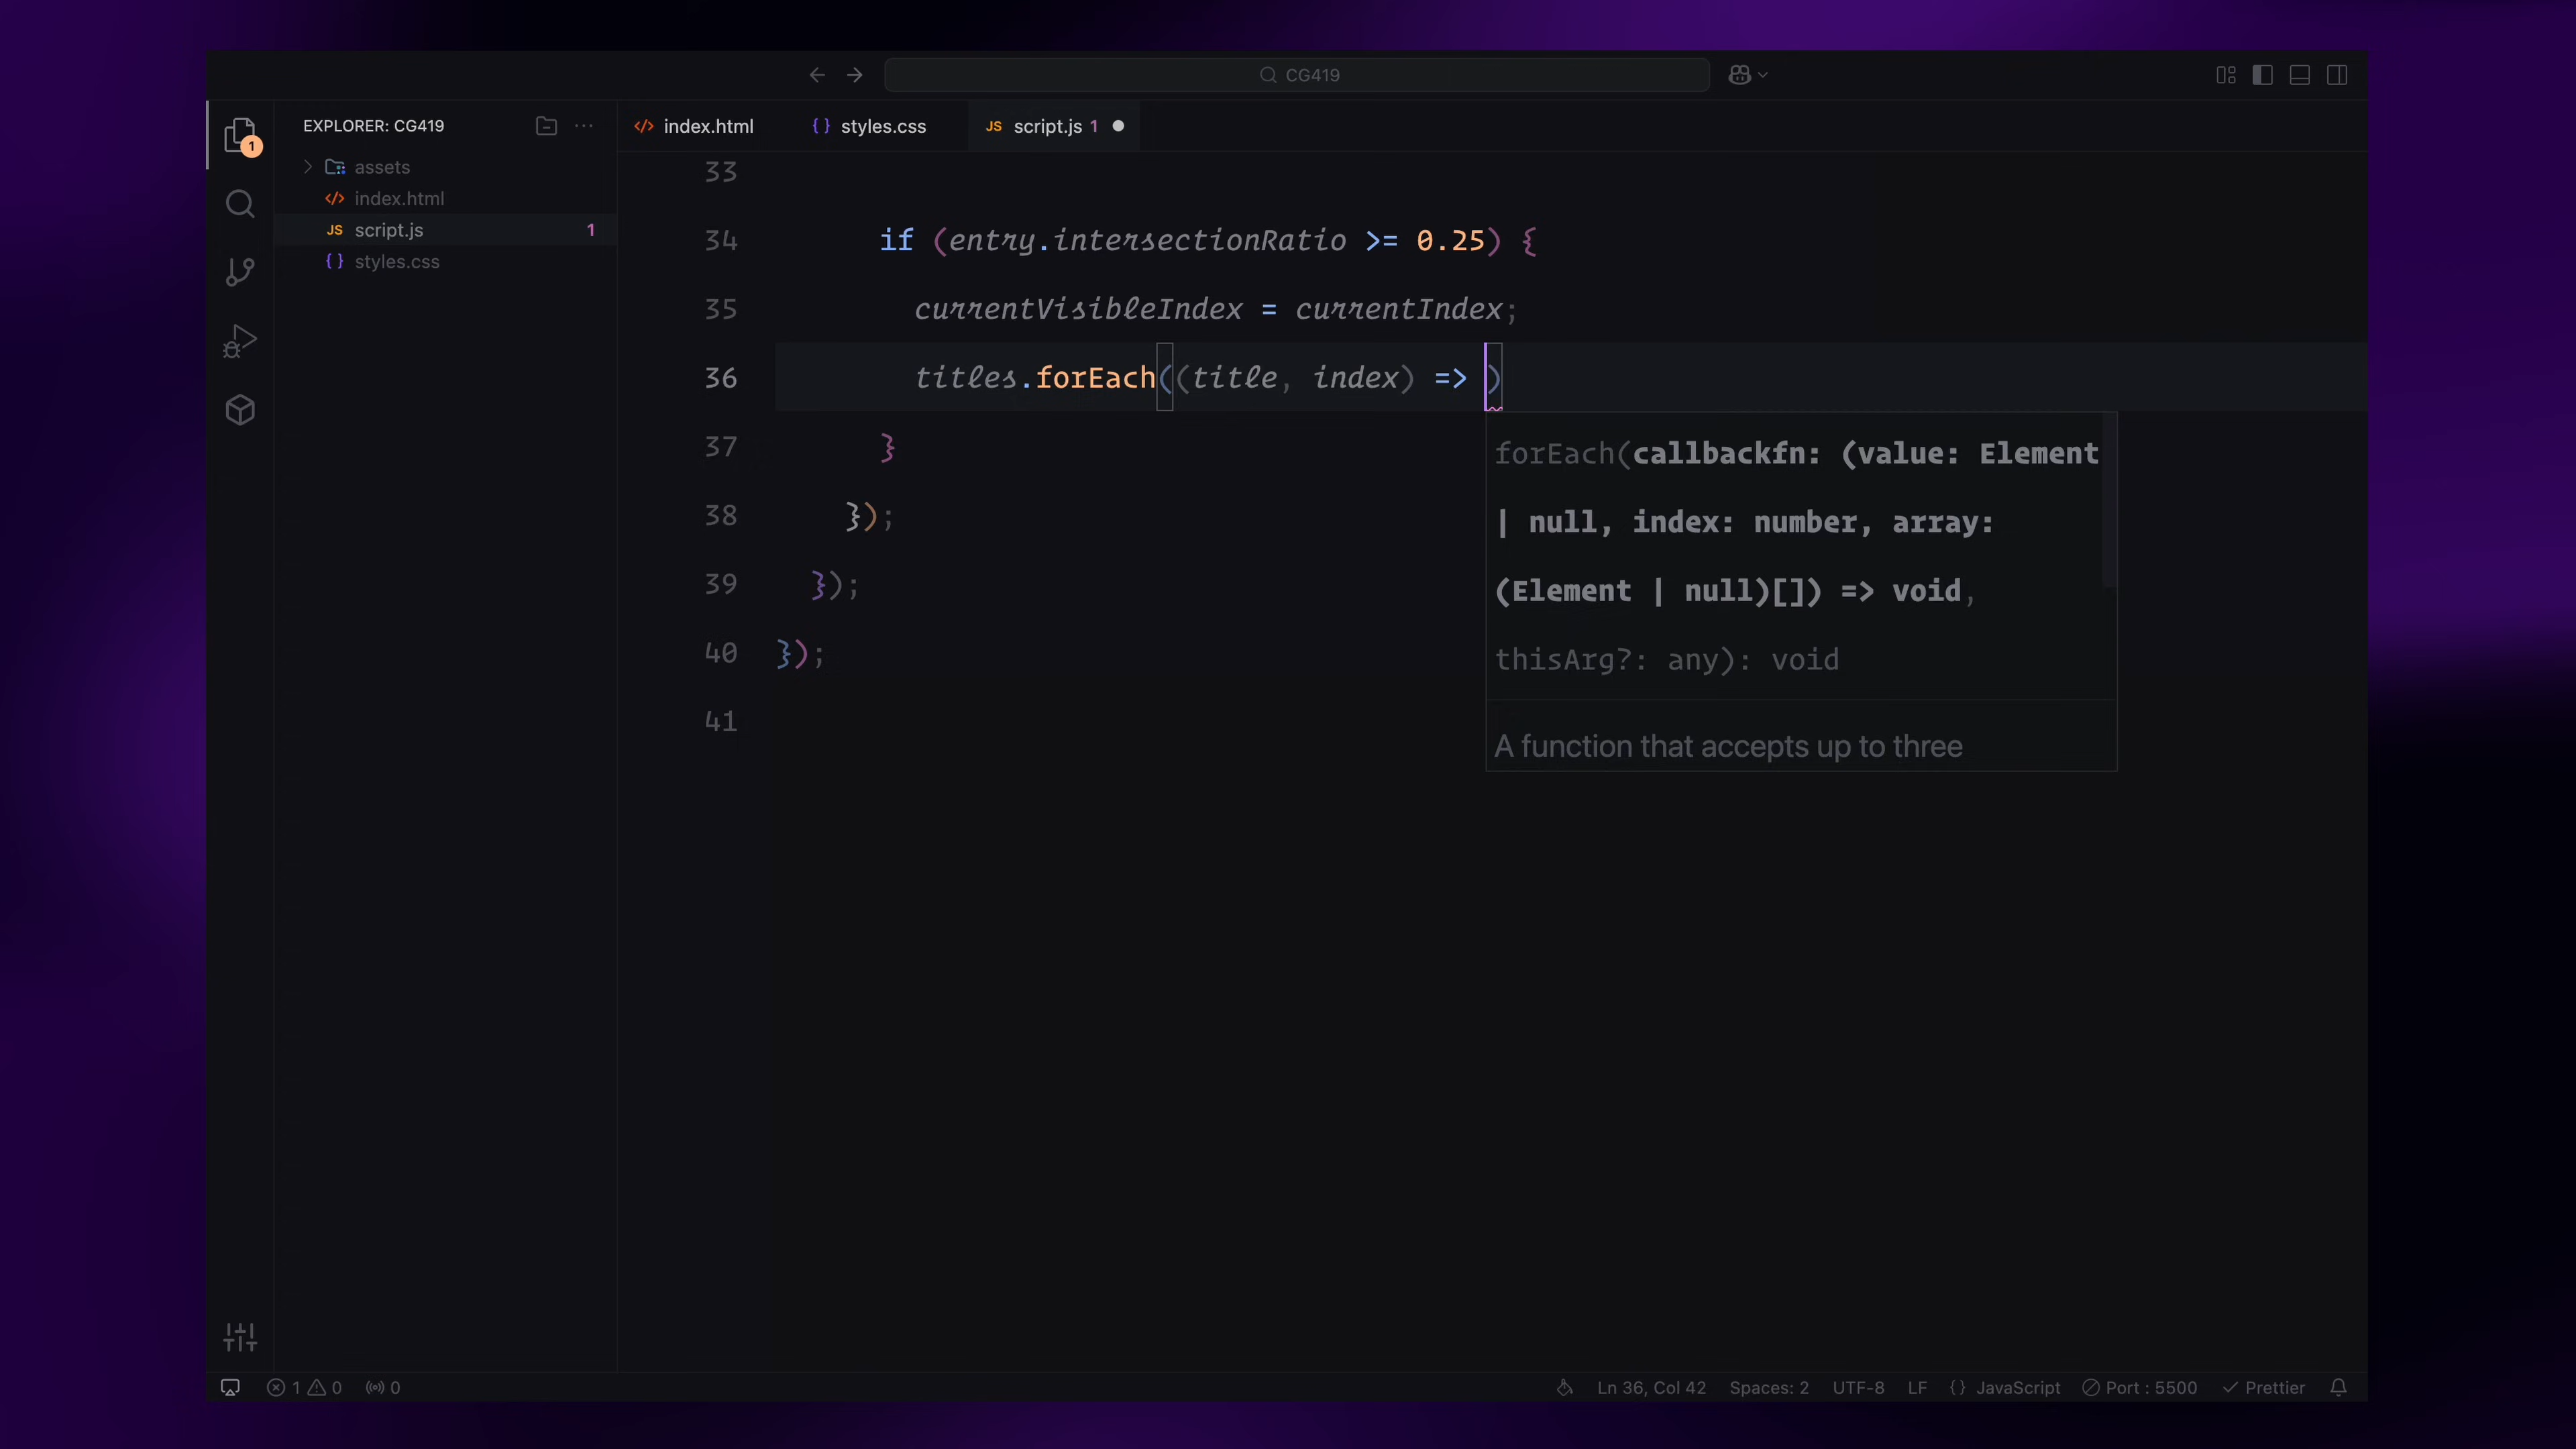 CG419
EXPLORER: CG419
assets
index.html
JS script.js 1
styles.css
1
index.html
styles.css
JS script.js 1
33
34 if (entry.intersectionRatio >= 0.25) {
35 currentVisibleIndex = currentIndex;
36 titles.forEach((title, index) => )
37 }
38 });
39 });
40 });
41
forEach(callbackfn: (value: Element
| null, index: number, array:
(Element | null)[]) => void,
thisArg?: any): void
A function that accepts up to three
1 0 0 Ln 36, Col 42 Spaces: 2 UTF-8 LF {} JavaScript Port : 5500 Prettier